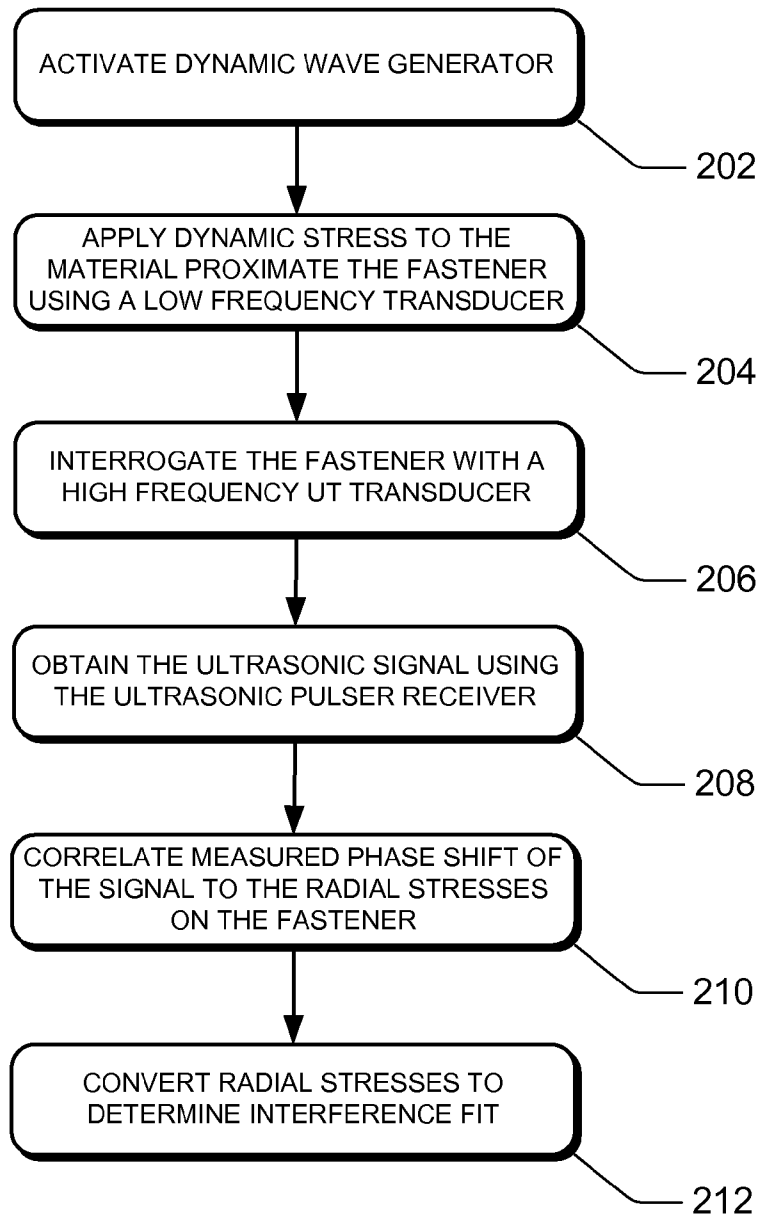 ACTIVATE DYNAMIC WAVE GENERATOR
202
APPLY DYNAMIC STRESS TO THE
MATERIAL PROXIMATE THE FASTENER
USING A LOW FREQUENCY TRANSDUCER
204
INTERROGATE THE FASTENER WITH A
HIGH FREQUENCY UT TRANSDUCER
206
OBTAIN THE ULTRASONIC SIGNAL USING
THE ULTRASONIC PULSER RECEIVER
208
CORRELATE MEASURED PHASE SHIFT OF
THE SIGNAL TO THE RADIAL STRESSES
ON THE FASTENER
210
CONVERT RADIAL STRESSES TO
DETERMINE INTERFERENCE FIT
212